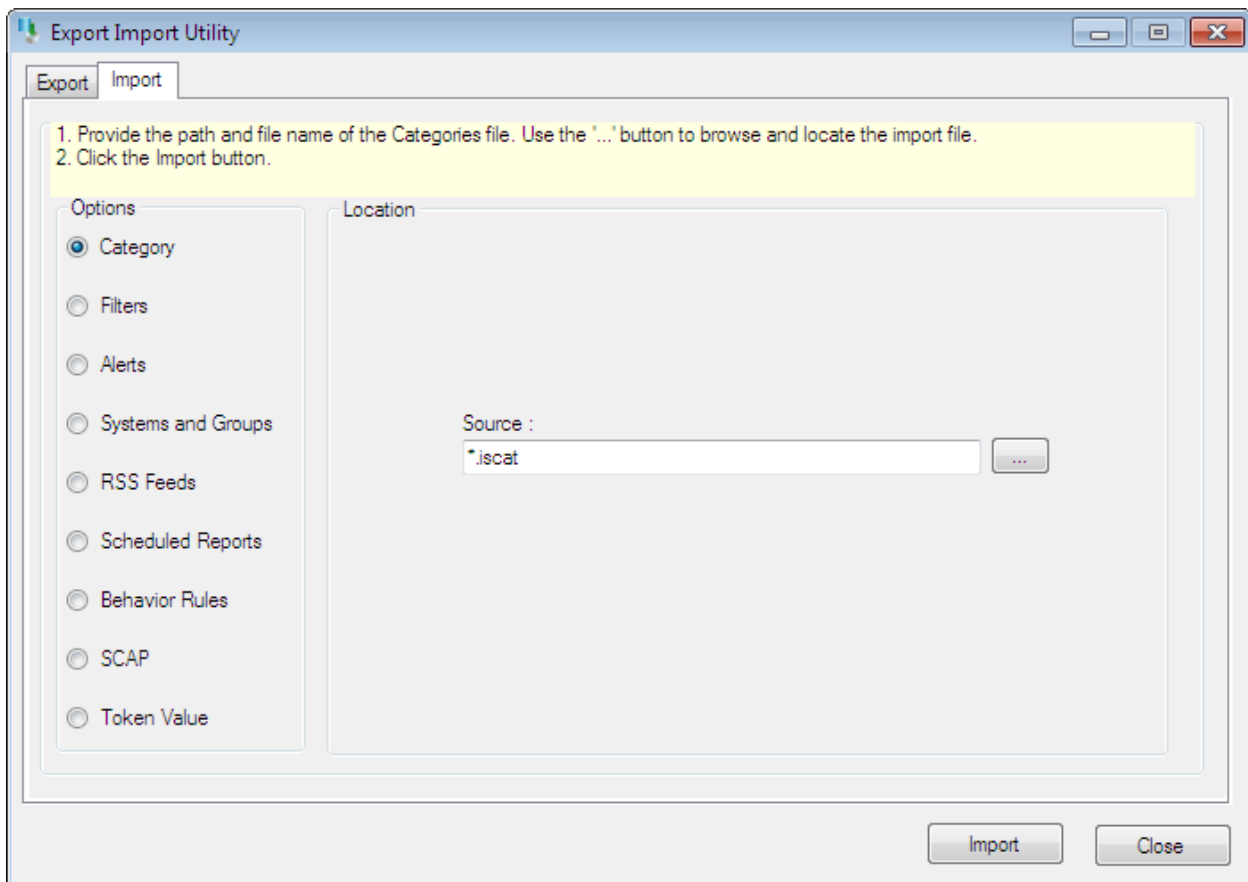 Export Import Utility
Export
Import
1. Provide the path and file name of the Categories file. Use the '...' button to browse and locate the import file.
2. Click the Import button.
Options
Location
Category
Filters
Alerts
Systems and Groups
Source :
*.iscat
...
RSS Feeds
Scheduled Reports
Behavior Rules
SCAP
Token Value
Import
Close